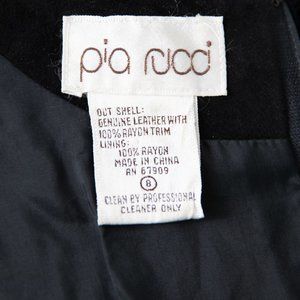 pia rucci
OUT SHELL:
GENUINE LEATHER WITH
100% RAYON TRIM
LINING:
100% RAYON
MADE IN CHINA
RN 67909
8
CLEAN BY PROFESSIONAL
CLEANER ONLY